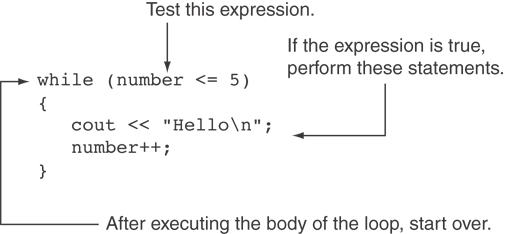 Test this expression.
If the expression is true,
perform these statements.
while (number <= 5)
{
cout << "Hello\n";
number++;
}
After executing the body of the loop, start over.